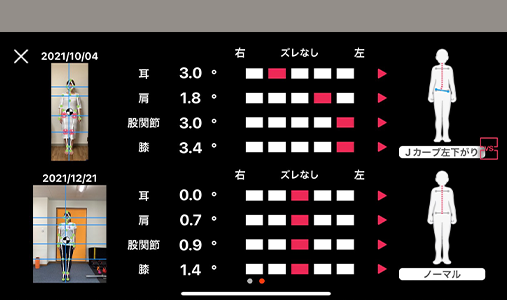 2021/10/04
右 ズレなし 左
耳 3.0 °
肩 1.8 °
股関節 3.0 °
膝 3.4 °
Jカーブ左下がり
VS
2021/12/21
右 ズレなし 左
耳 0.0 °
肩 0.7 °
股関節 0.9 °
膝 1.4 °
ノーマル